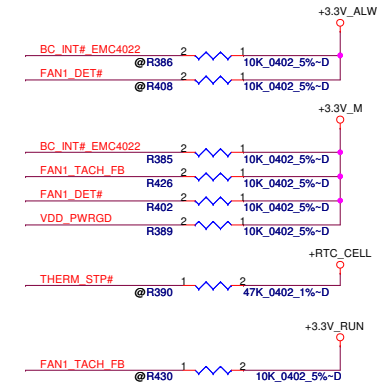 +3.3V_ALW
BC_INT#_EMC4022 2 1
@R386 10K_0402_5%~D
FAN1_DET# 2 1
@R408 10K_0402_5%~D
+3.3V_M
BC_INT#_EMC4022 2 1
R385 10K_0402_5%~D
FAN1_TACH_FB 2 1
R426 10K_0402_5%~D
FAN1_DET# 2 1
R402 10K_0402_5%~D
VDD_PWRGD 2 1
R389 10K_0402_5%~D
+RTC_CELL
THERM_STP# 1 2
@R390 47K_0402_1%~D
+3.3V_RUN
FAN1_TACH_FB 1 2
@R430 10K_0402_5%~D